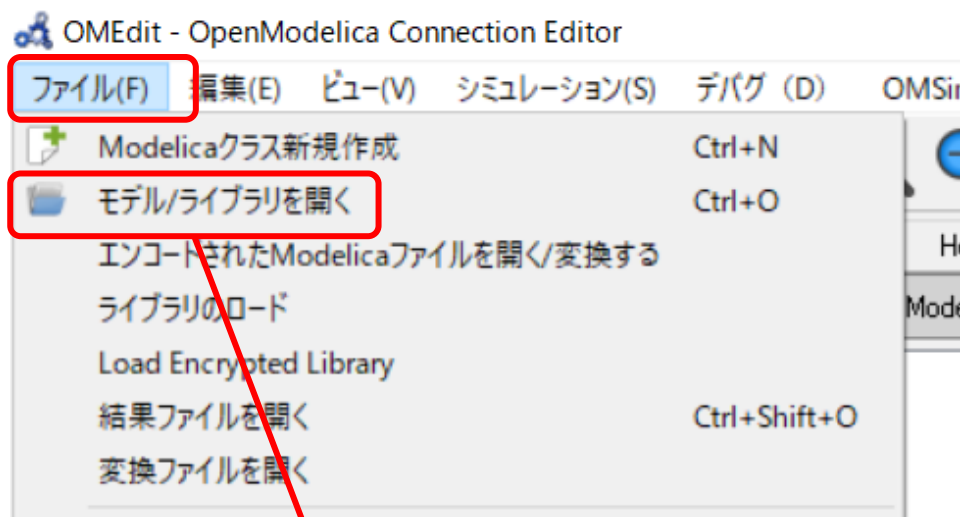 OMEdit - OpenModelica Connection Editor
ファイル(F) 編集(E) ビュー(V) シミュレーション(S) デバグ（D） OMSim
Modelicaクラス新規作成 Ctrl+N
モデル/ライブラリを開く Ctrl+O
エンコードされたModelicaファイルを開く/変換する
ライブラリのロード
Load Encrypted Library
結果ファイルを開く Ctrl+Shift+O
変換ファイルを開く